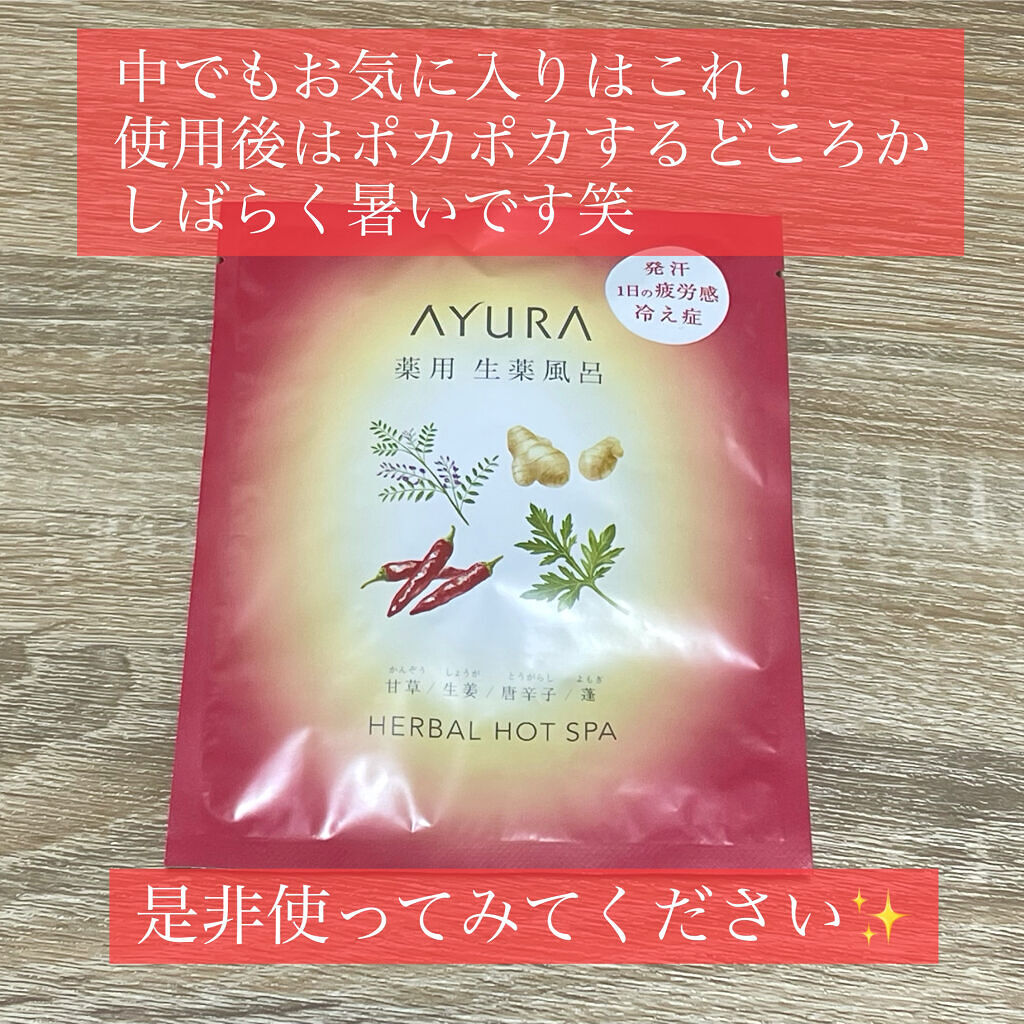 中でもお気に入りはこれ！
使用後はポカポカするどころか
しばらく暑いです笑
発汗
1日の疲労感
冷え症
AYURA
薬用 生薬風呂
かんぞう しょうが とうがらし よもぎ
甘草/生姜/唐辛子/蓬
HERBAL HOT SPA
是非使ってみてください✨